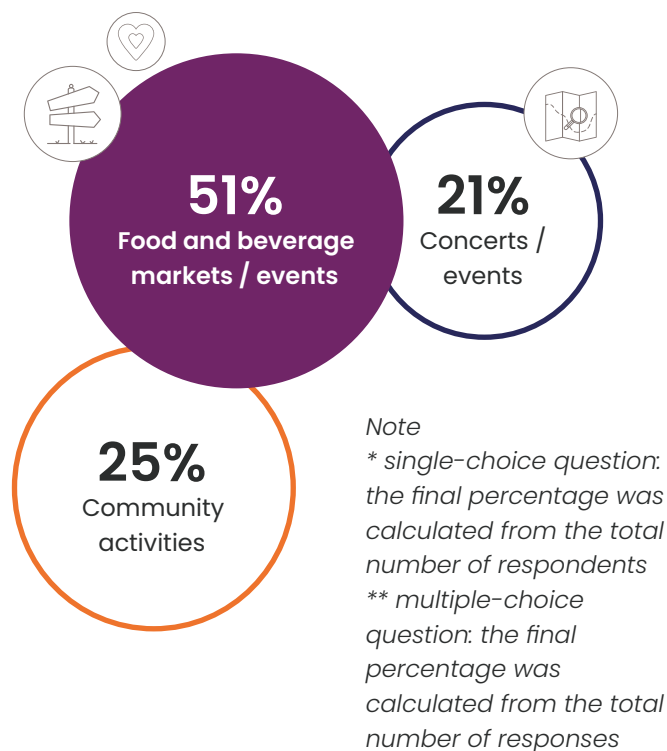 51%
Food and beverage
markets / events
21%
Concerts /
events
25%
Community
activities
Note
* single-choice question:
the final percentage was
calculated from the total
number of respondents
** multiple-choice
question: the final
percentage was
calculated from the total
number of responses